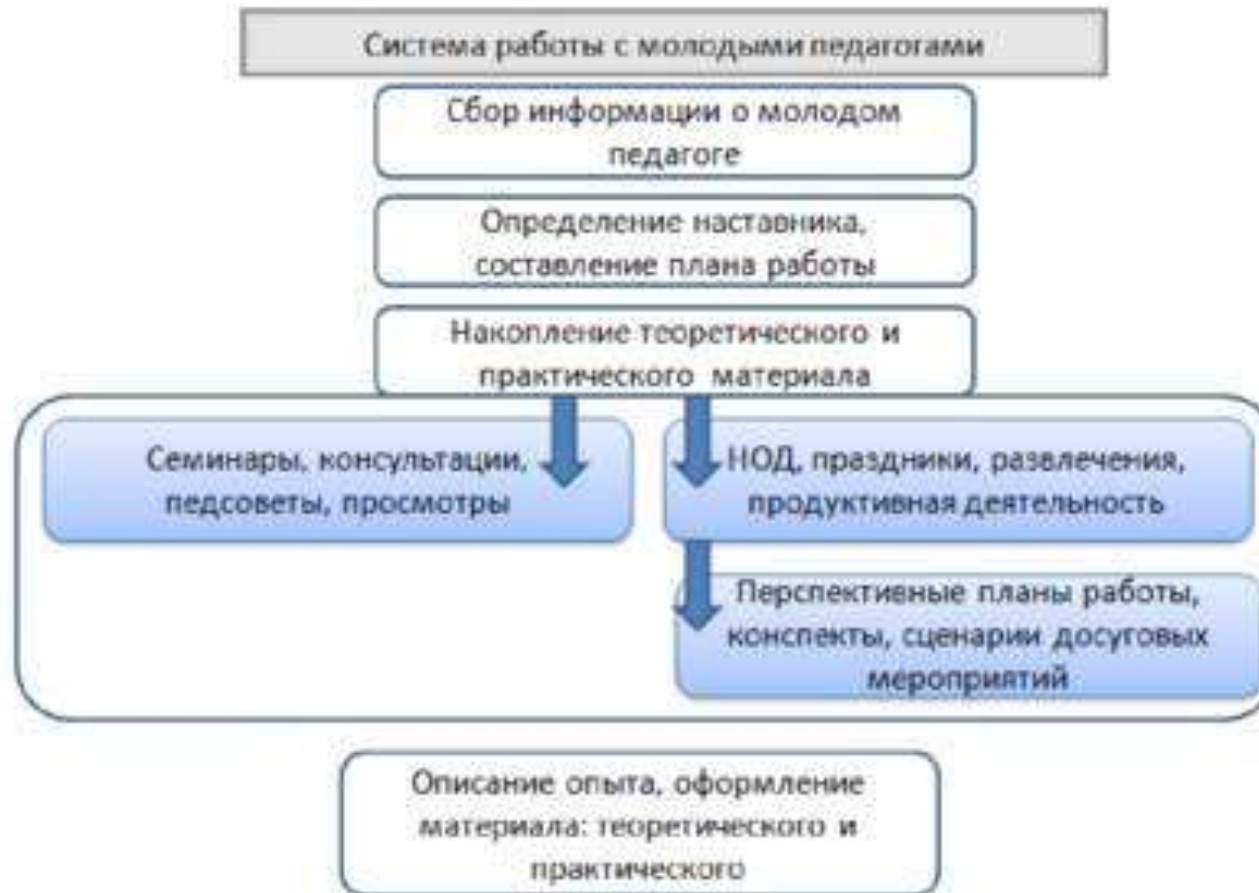 Система работы с молодыми педагогами
Сбор информации о молодом
педагоге
Определение наставника,
составление плана работы
Накопление теоретического и
практического материала
Семинары, консультации,
педсоветы, просмотры
НОД, праздники, развлечения,
продуктивная деятельность
Перспективные планы работы,
конспекты, сценарии досуговых
мероприятий
Описание опыта, оформление
материала: теоретического и
практического